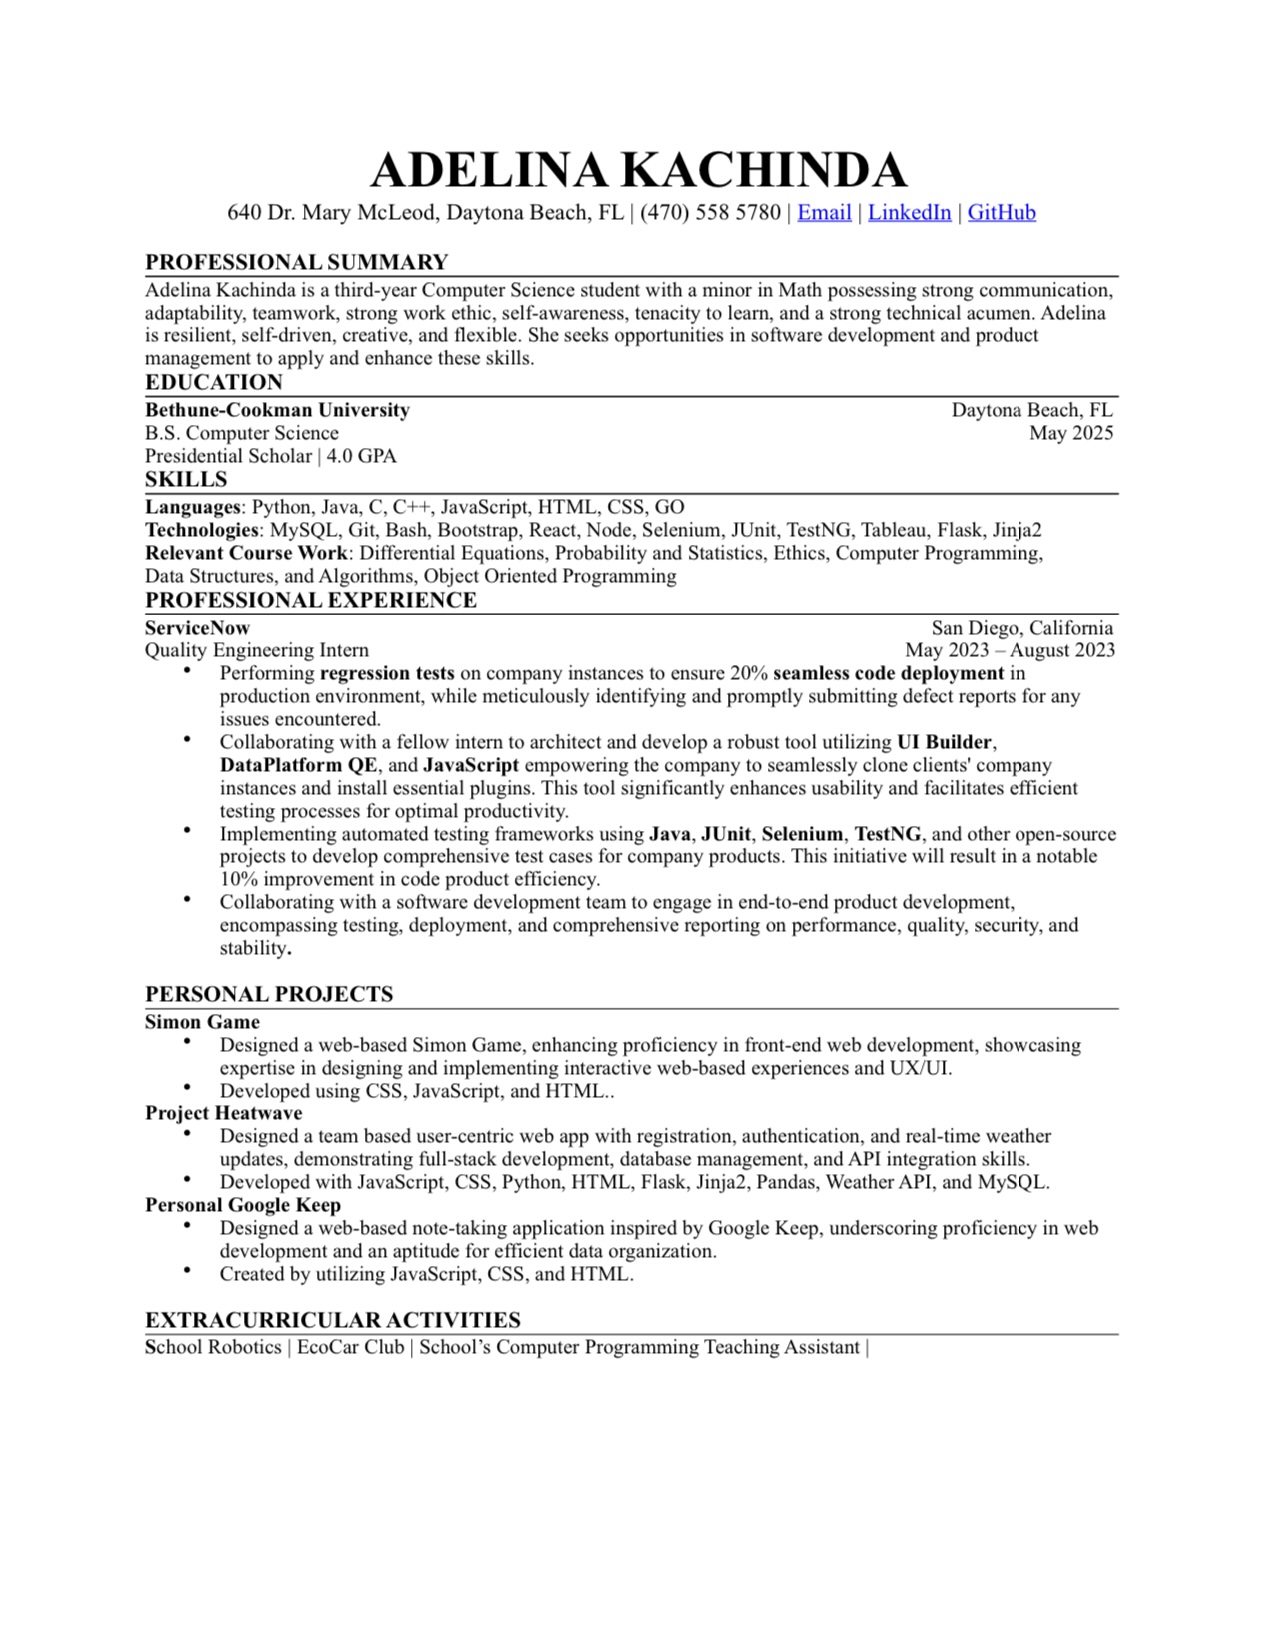 ADELINA KACHINDA
640 Dr. Mary McLeod, Daytona Beach, FL | (470) 558 5780 | Email | LinkedIn | GitHub
PROFESSIONAL SUMMARY
Adelina Kachinda is a third-year Computer Science student with a minor in Math possessing strong communication,
adaptability, teamwork, strong work ethic, self-awareness, tenacity to learn, and a strong technical acumen. Adelina
is resilient, self-driven, creative, and flexible. She seeks opportunities in software development and product
management to apply and enhance these skills.
EDUCATION
Bethune-Cookman University Daytona Beach, FL
B.S. Computer Science May 2025
Presidential Scholar | 4.0 GPA
SKILLS
Languages: Python, Java, C, C++, JavaScript, HTML, CSS, GO
Technologies: MySQL, Git, Bash, Bootstrap, React, Node, Selenium, JUnit, TestNG, Tableau, Flask, Jinja2
Relevant Course Work: Differential Equations, Probability and Statistics, Ethics, Computer Programming,
Data Structures, and Algorithms, Object Oriented Programming
PROFESSIONAL EXPERIENCE
ServiceNow San Diego, California
Quality Engineering Intern May 2023 – August 2023
• Performing regression tests on company instances to ensure 20% seamless code deployment in
production environment, while meticulously identifying and promptly submitting defect reports for any
issues encountered.
• Collaborating with a fellow intern to architect and develop a robust tool utilizing UI Builder,
DataPlatform QE, and JavaScript empowering the company to seamlessly clone clients' company
instances and install essential plugins. This tool significantly enhances usability and facilitates efficient
testing processes for optimal productivity.
• Implementing automated testing frameworks using Java, JUnit, Selenium, TestNG, and other open-source
projects to develop comprehensive test cases for company products. This initiative will result in a notable
10% improvement in code product efficiency.
• Collaborating with a software development team to engage in end-to-end product development,
encompassing testing, deployment, and comprehensive reporting on performance, quality, security, and
stability.
PERSONAL PROJECTS
Simon Game
• Designed a web-based Simon Game, enhancing proficiency in front-end web development, showcasing
expertise in designing and implementing interactive web-based experiences and UX/UI.
• Developed using CSS, JavaScript, and HTML..
Project Heatwave
• Designed a team based user-centric web app with registration, authentication, and real-time weather
updates, demonstrating full-stack development, database management, and API integration skills.
• Developed with JavaScript, CSS, Python, HTML, Flask, Jinja2, Pandas, Weather API, and MySQL.
Personal Google Keep
• Designed a web-based note-taking application inspired by Google Keep, underscoring proficiency in web
development and an aptitude for efficient data organization.
• Created by utilizing JavaScript, CSS, and HTML.
EXTRACURRICULAR ACTIVITIES
School Robotics | EcoCar Club | School’s Computer Programming Teaching Assistant |